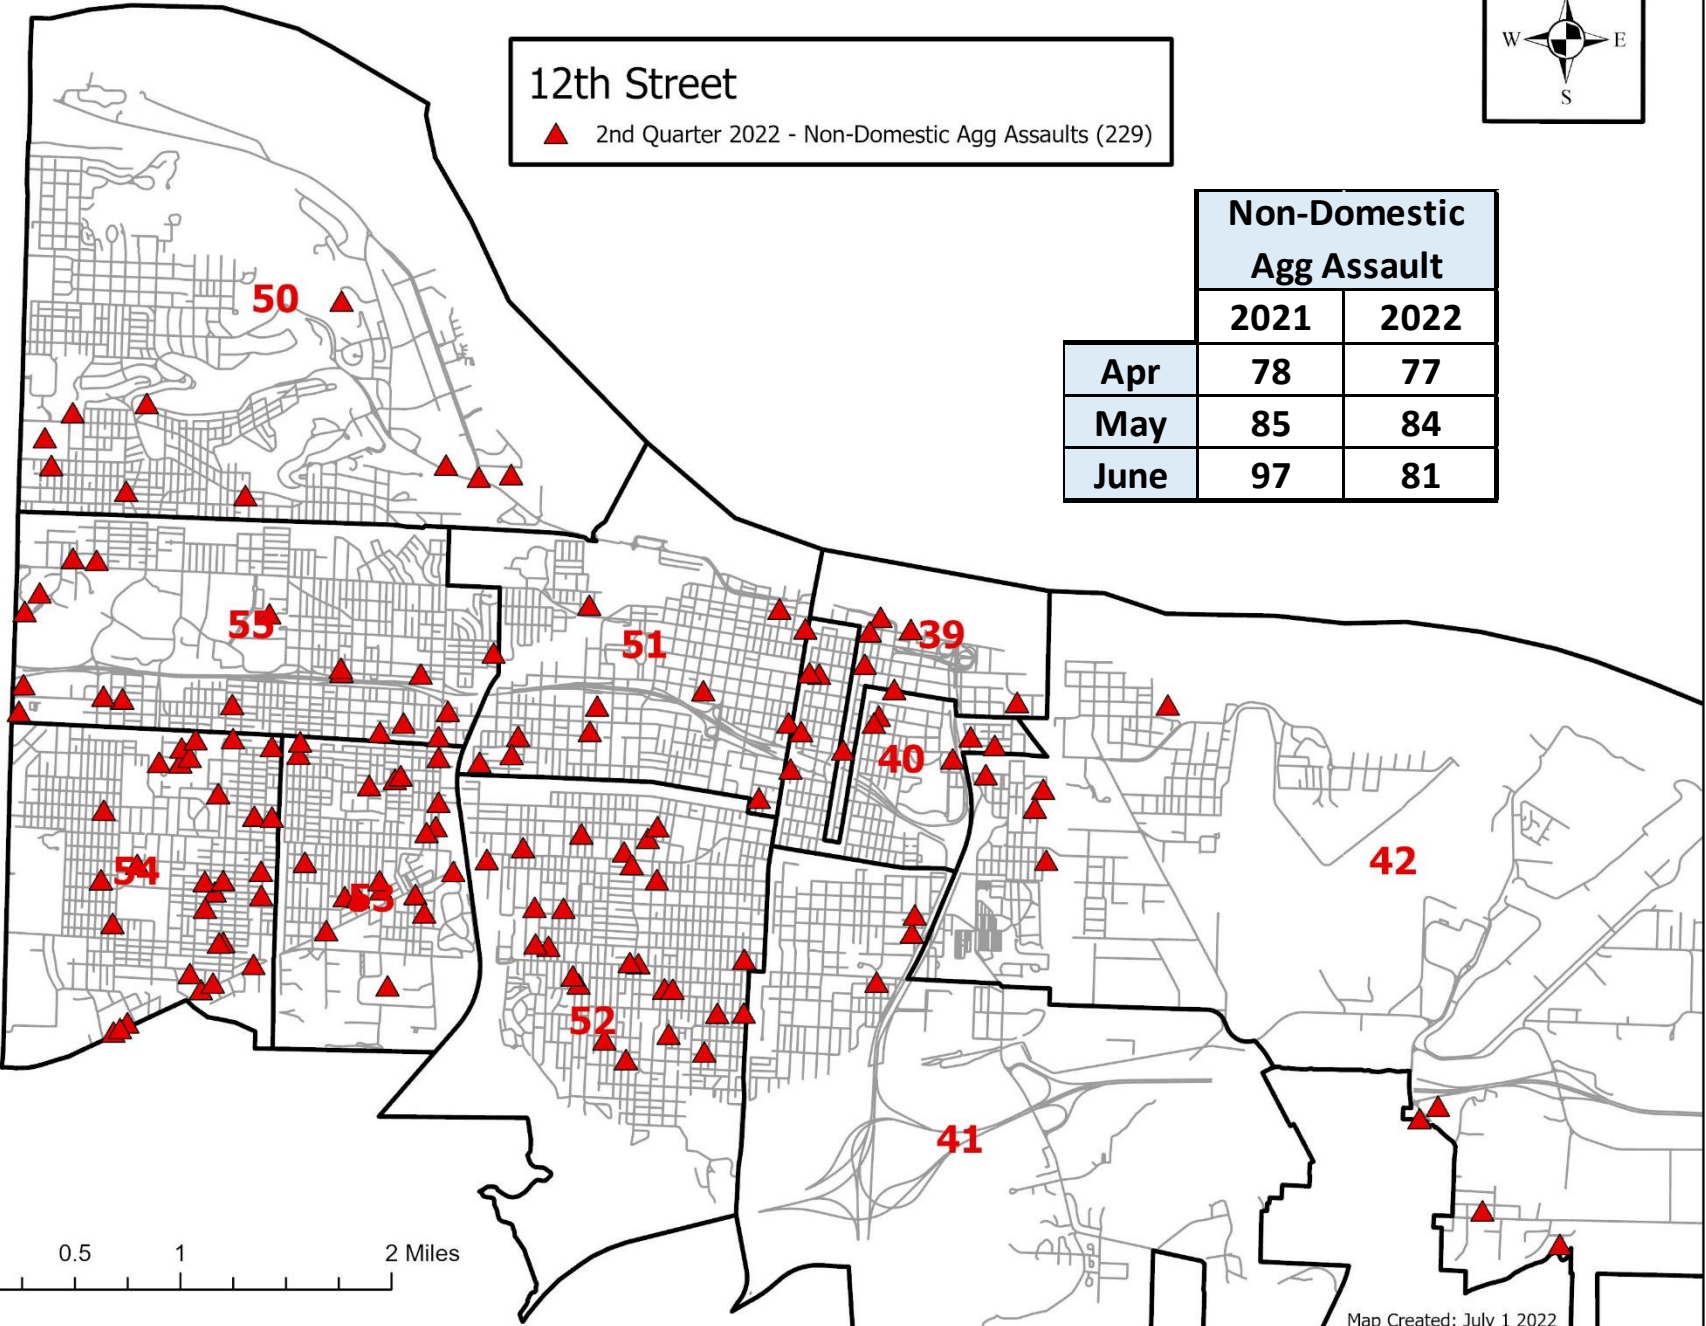 W E
S
12th Street
2nd Quarter 2022 - Non-Domestic Agg Assaults (229)
Non-Domestic
Agg Assault
2021 2022
Apr 78 77
May 85 84
June 97 81
50
55
51
39
40
42
54
53
52
41
0.5 1 2 Miles
Map Created: July 1 2022